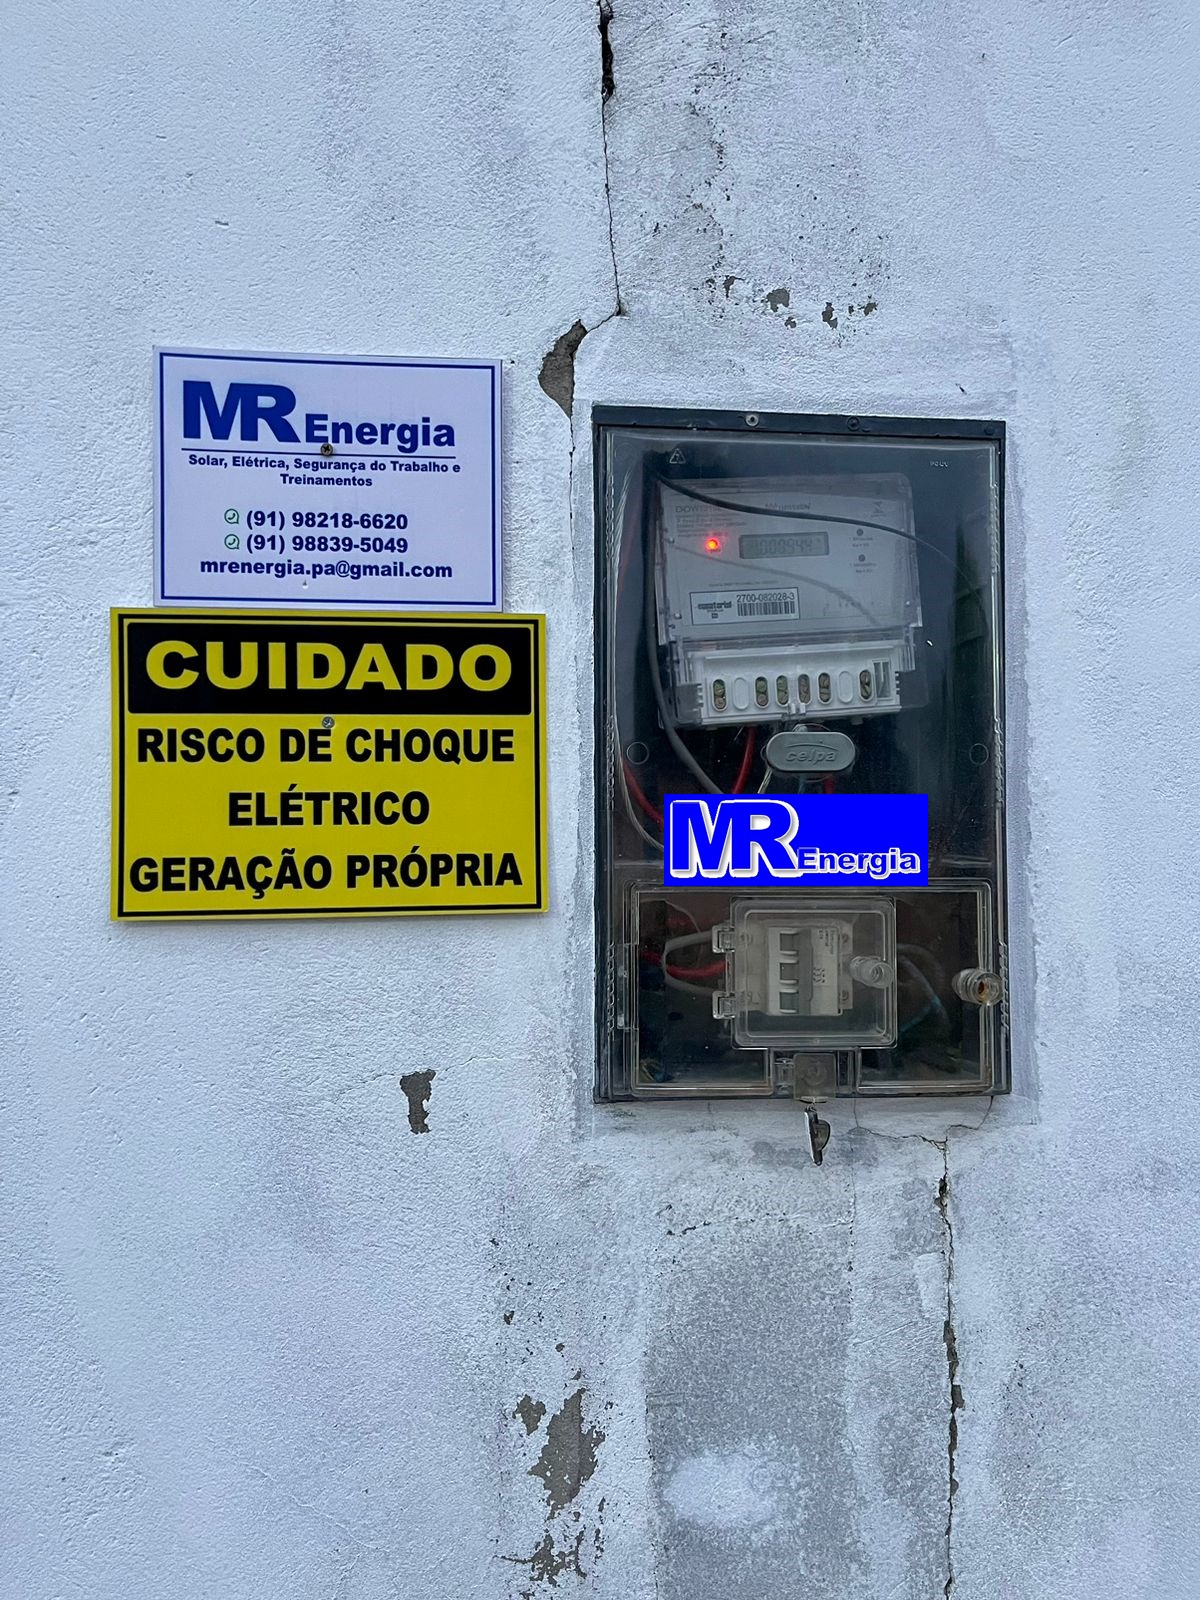 MR Energia
Solar, Elétrica, Segurança do Trabalho e
Treinamentos
(91) 98218-6620
(91) 98839-5049
mrenergia.pa@gmail.com
CUIDADO
RISCO DE CHOQUE
ELÉTRICO
GERAÇÃO PRÓPRIA
equatorial
2700-082028-3
celpa
MR Energia